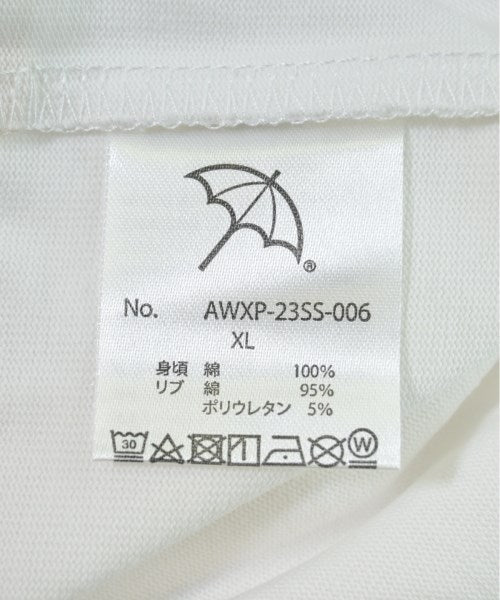 ®
No. AWXP-23SS-006
XL
身頃 綿 100%
リブ 綿 95%
ポリウレタン 5%
30 W